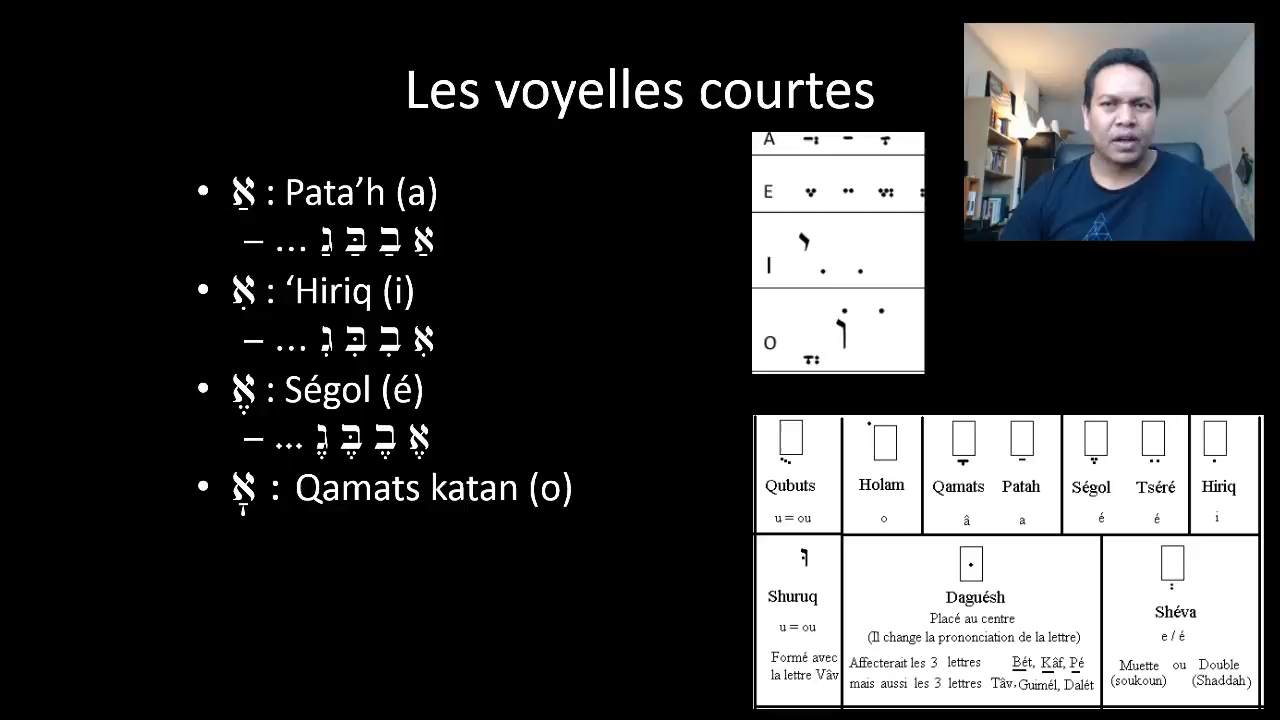 Les voyelles courtes
• אַ : Pata’h (a)
– אַ בַ בַּ גַ ...
• אִ : ‘Hiriq (i)
– אִ בִ בִּ גִ ...
• אֶ : Ségol (é)
– אֶ בֶ בֶּ גֶ ...
• אָ : Qamats katan (o)
A
E
I
O
Qubuts
u = ou
Holam
o
Qamats Patah
â a
Ségol Tséré
é é
Hiriq
i
וּ
Shuruq
u = ou
Formé avec
la lettre Vâv
Daguésh
Placé au centre
(Il change la prononciation de la lettre)
Affecterait les 3 lettres Bét, Kâf, Pé
mais aussi les 3 lettres Tâv, Guimél, Dalét
Shéva
e / é
Muette ou Double
(soukoun) (Shaddah)